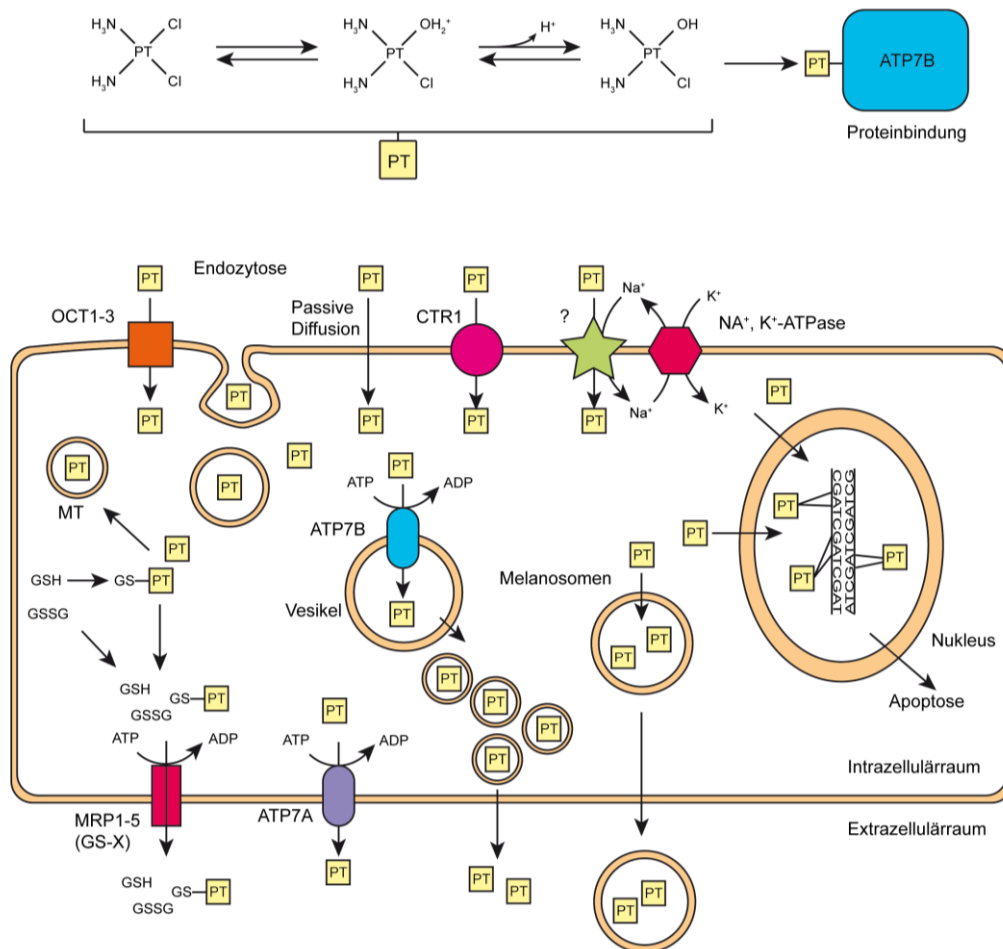 H₃N Cl
PT
H₃N Cl
H₃N OH₂⁺
PT
H₃N Cl
H⁺
H₃N OH
PT
H₃N Cl
PT
ATP7B
Proteinbindung
PT
PT
Endozytose
PT
PT
PT
OCT1-3
Passive
Diffusion
CTR1
?
Na⁺
K⁺
NA⁺, K⁺-ATPase
PT
PT
PT
PT
PT
Na⁺
K⁺
PT
PT
PT
PT
MT
PT
ATP
ADP
ATP7B
Vesikel
PT
PT
GSH
GS
PT
GSSG
Melanosomen
PT
PT
PT
PT
PT
PT
PT
CGATCGATCGAT
ATCGATCGATCG
Nukleus
Apoptose
GSH
GSSG
GS
PT
ATP
ADP
PT
ATP
ADP
PT
PT
PT
PT
Intrazellulärraum
Extrazellulärraum
MRP1-5
(GS-X)
ATP7A
GSH
GSSG
GS
PT
PT
PT
PT
PT
PT